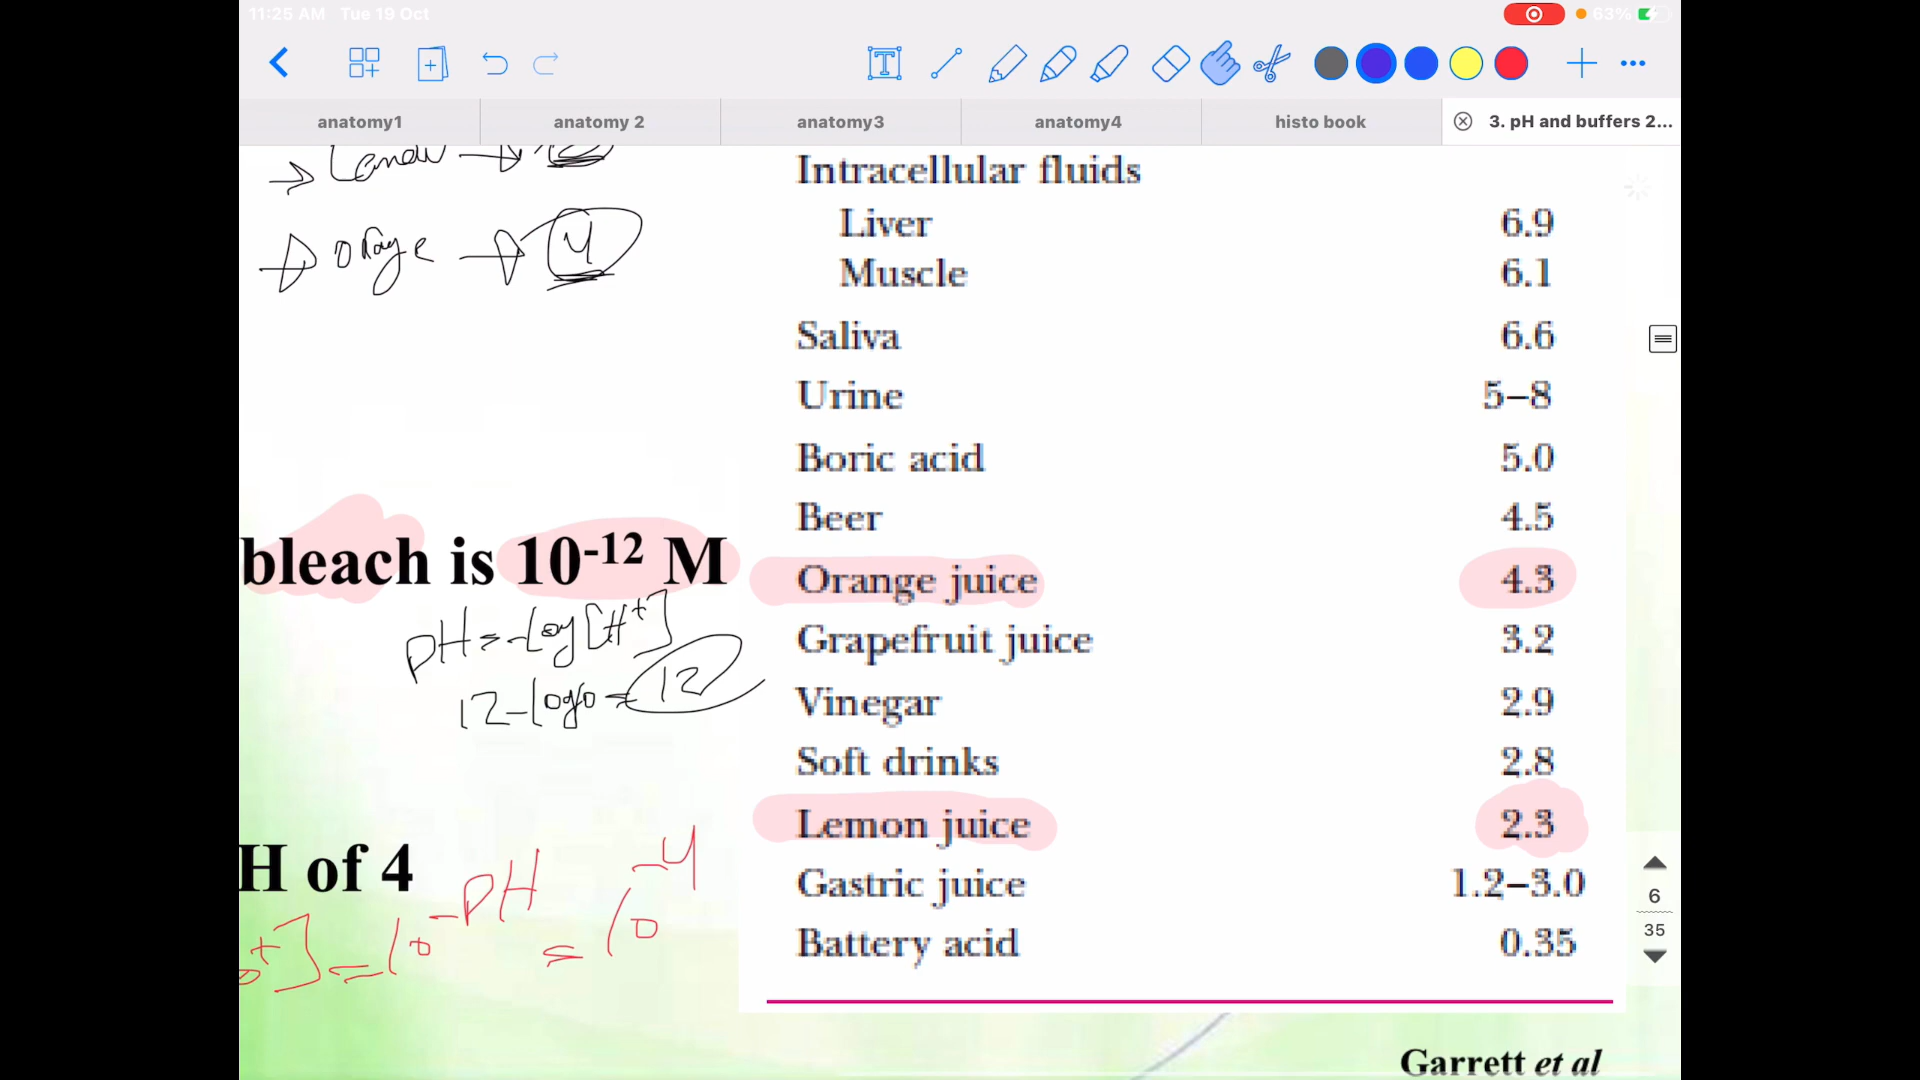 11:25 AM Tue 19 Oct
63%
T
anatomy1
anatomy 2
anatomy3
anatomy4
histo book
3. pH and buffers 2...
→ →
→ orange → 4
bleach is 10⁻¹² M
pH = -log[H⁺]
= 12
H of 4
⁺] = 10^-pH = 10^-4
Intracellular fluids
Liver 6.9
Muscle 6.1
Saliva 6.6
Urine 5–8
Boric acid 5.0
Beer 4.5
Orange juice 4.3
Grapefruit juice 3.2
Vinegar 2.9
Soft drinks 2.8
Lemon juice 2.3
Gastric juice 1.2–3.0
Battery acid 0.35
6
35
Garrett et al